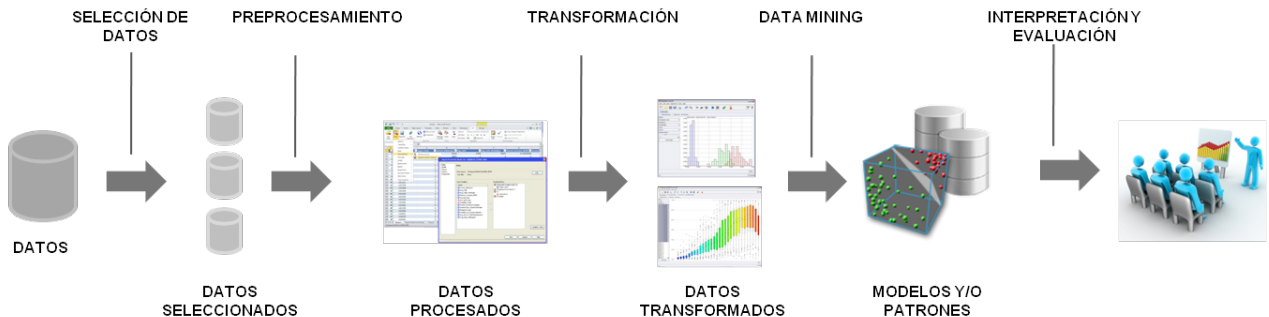 SELECCIÓN DE
DATOS
PREPROCESAMIENTO
TRANSFORMACIÓN
DATA MINING
INTERPRETACIÓN Y
EVALUACIÓN
DATOS
DATOS
SELECCIONADOS
DATOS
PROCESADOS
DATOS
TRANSFORMADOS
MODELOS Y/O
PATRONES